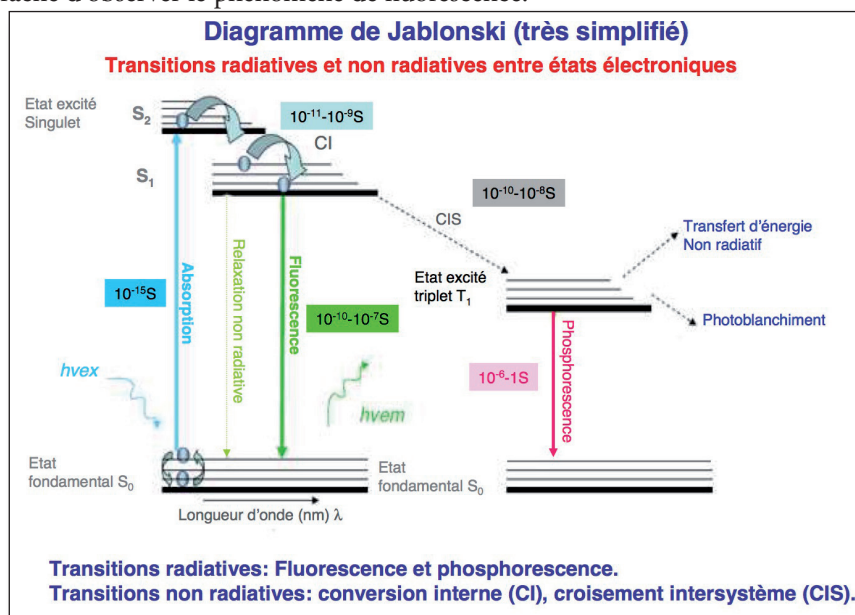 Diagramme de Jablonski (très simplifié)
Transitions radiatives et non radiatives entre états électroniques
Etat excité
Singulet
S₂
10⁻¹¹-10⁻⁹S
CI
S₁
10⁻¹⁰-10⁻⁸S
CIS
Transfert d'énergie
Non radiatif
Etat excité
triplet T₁
Photoblanchiment
10⁻¹⁵S
Absorption
Relaxation non radiative
Fluorescence
10⁻¹⁰-10⁻⁷S
Phosphorescence
10⁻⁶-1S
hvex
hvem
Etat
fondamental S₀
Etat
fondamental S₀
Longueur d'onde (nm) λ
Transitions radiatives: Fluorescence et phosphorescence.
Transitions non radiatives: conversion interne (CI), croisement intersystème (CIS).